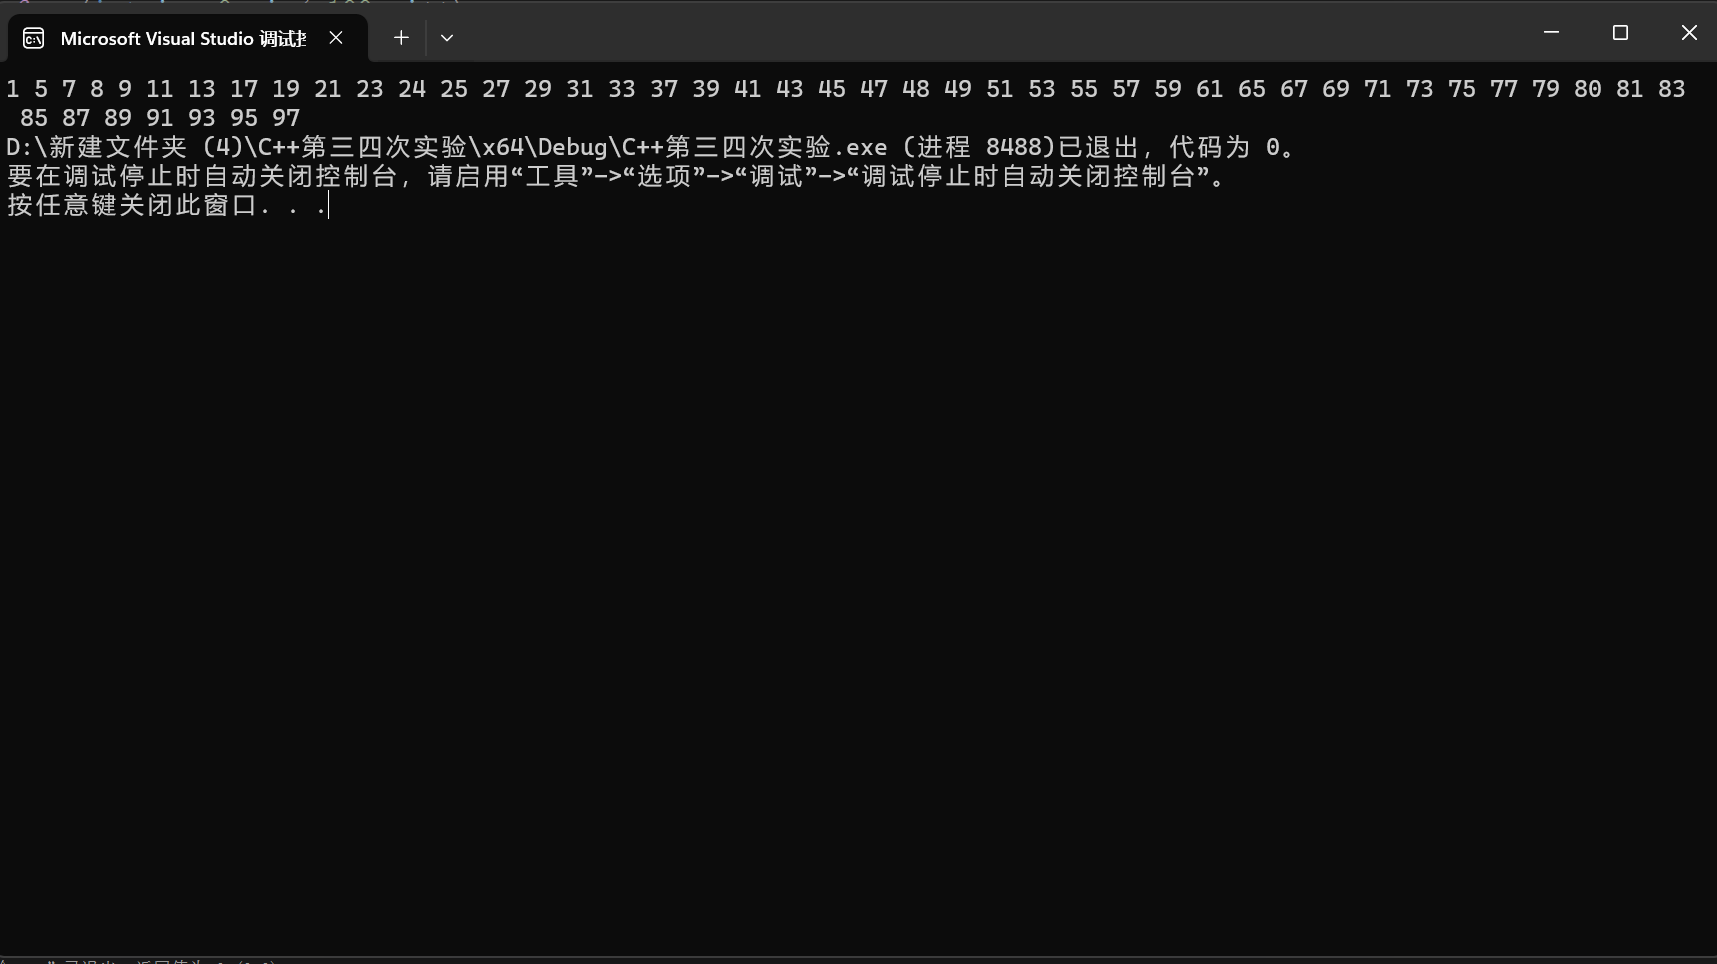 Microsoft Visual Studio 调试
1 5 7 8 9 11 13 17 19 21 23 24 25 27 29 31 33 37 39 41 43 45 47 48 49 51 53 55 57 59 61 65 67 69 71 73 75 77 79 80 81 83
85 87 89 91 93 95 97
D:\新建文件夹 (4)\C++第三四次实验\x64\Debug\C++第三四次实验.exe (进程 8488)已退出，代码为 0。
要在调试停止时自动关闭控制台，请启用“工具”->“选项”->“调试”->“调试停止时自动关闭控制台”。
按任意键关闭此窗口. . .